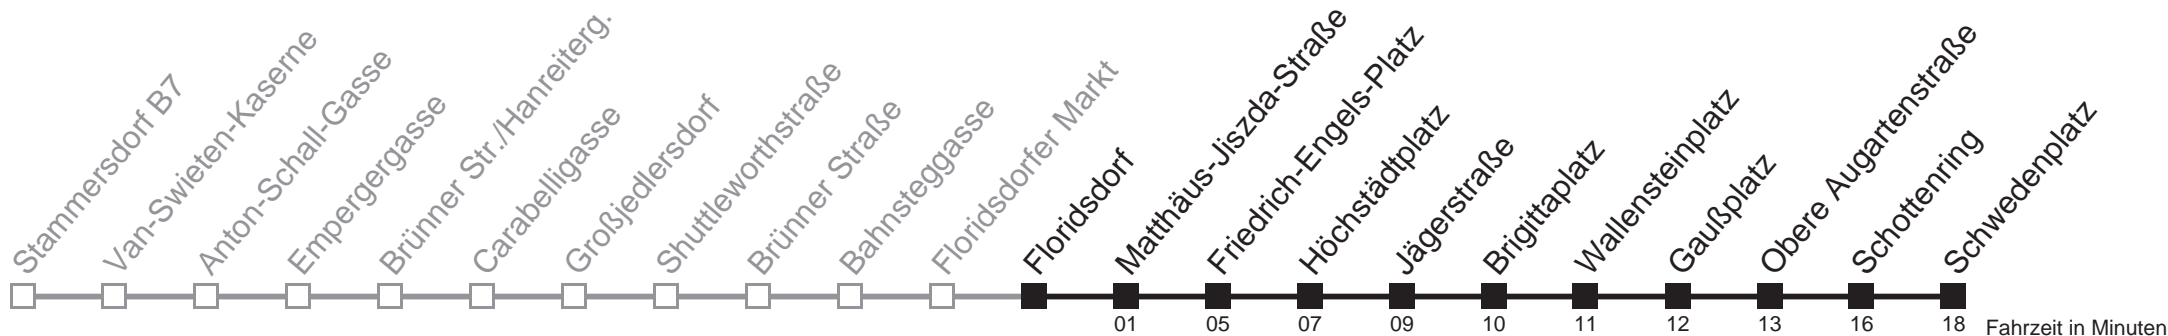 Stammersdorf B7
Van-Swieten-Kaserne
Anton-Schall-Gasse
Empergergasse
Brünner Str./Hanreiterg.
Carabelligasse
Großjedlersdorf
Shuttleworthstraße
Brünner Straße
Bahnsteggasse
Floridsdorfer Markt
Floridsdorf
Matthäus-Jiszda-Straße
Friedrich-Engels-Platz
Höchstädtplatz
Jägerstraße
Brigittaplatz
Wallensteinplatz
Gaußplatz
Obere Augartenstraße
Schottenring
Schwedenplatz
01 05 07 09 10 11 12 13 16 18 Fahrzeit in Minuten